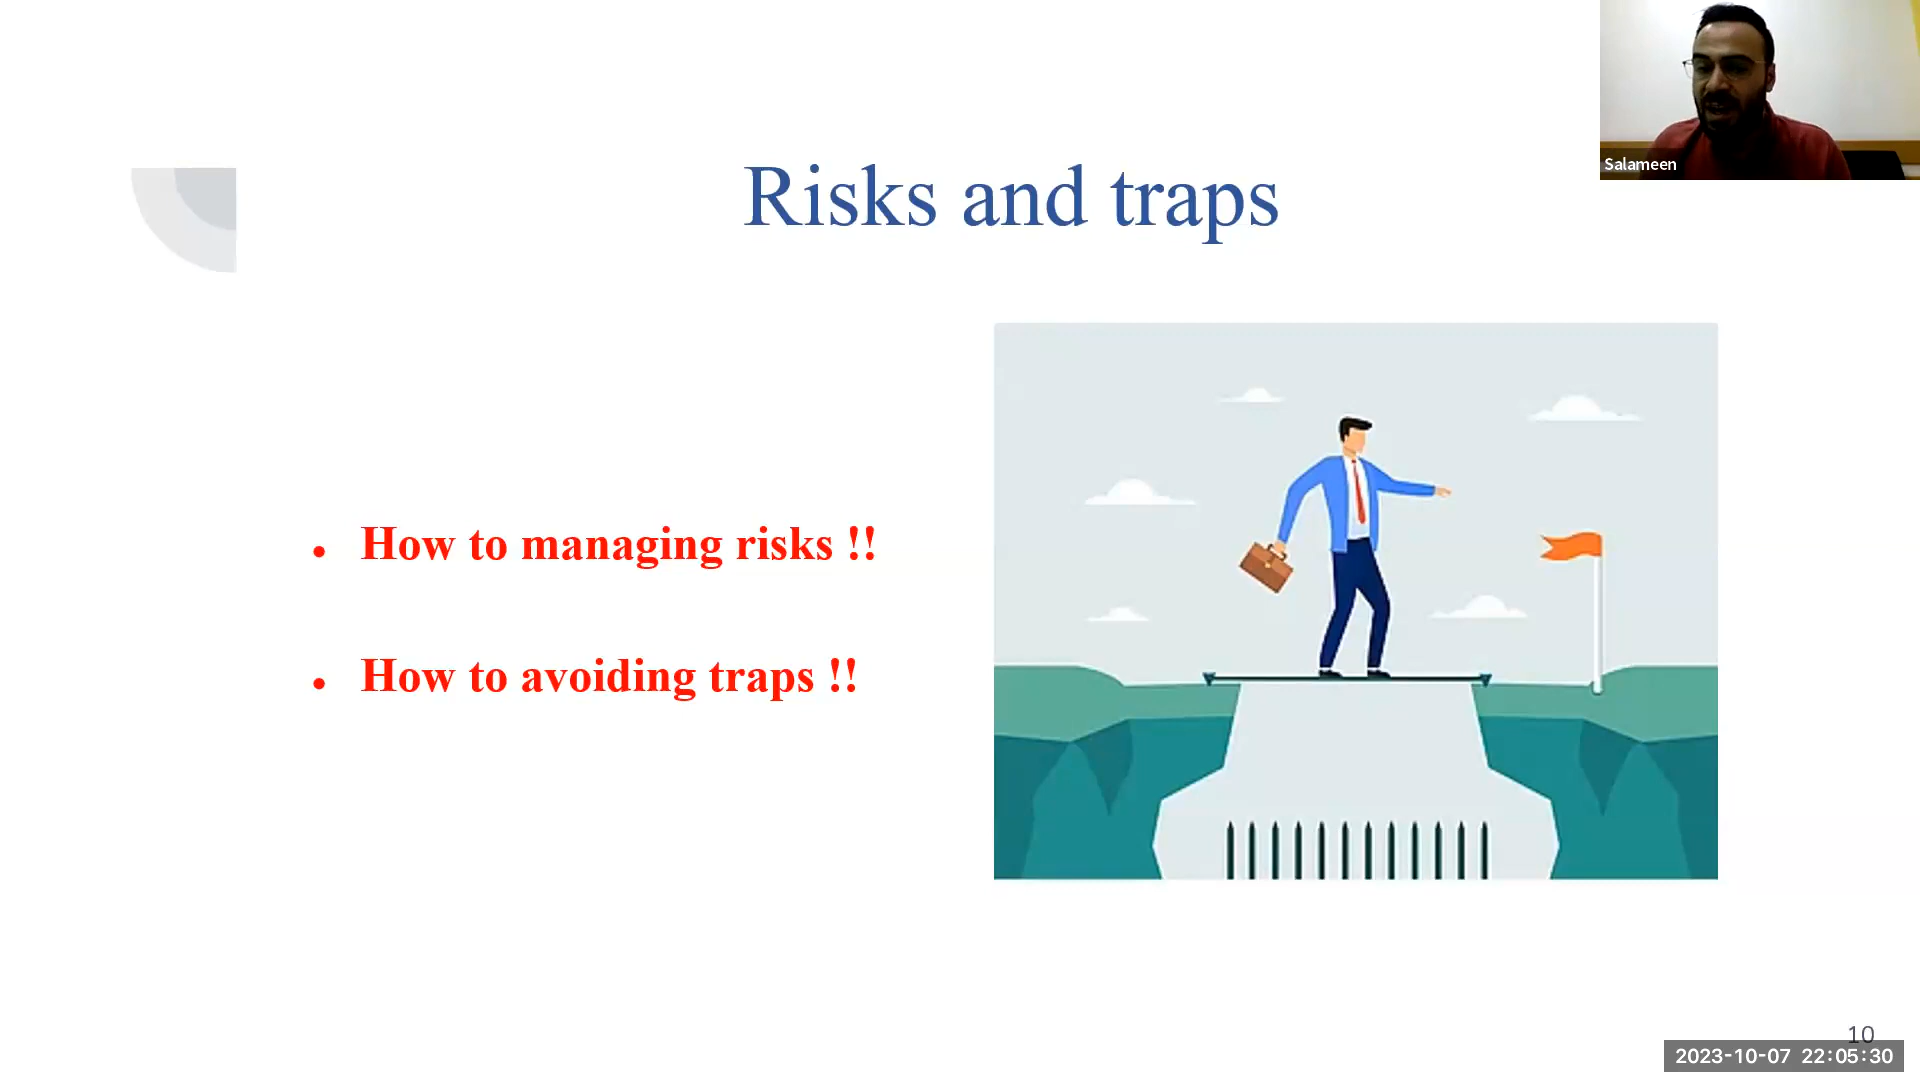 Salameen
Risks and traps
• How to managing risks !!
• How to avoiding traps !!
10
2023-10-07 22:05:30